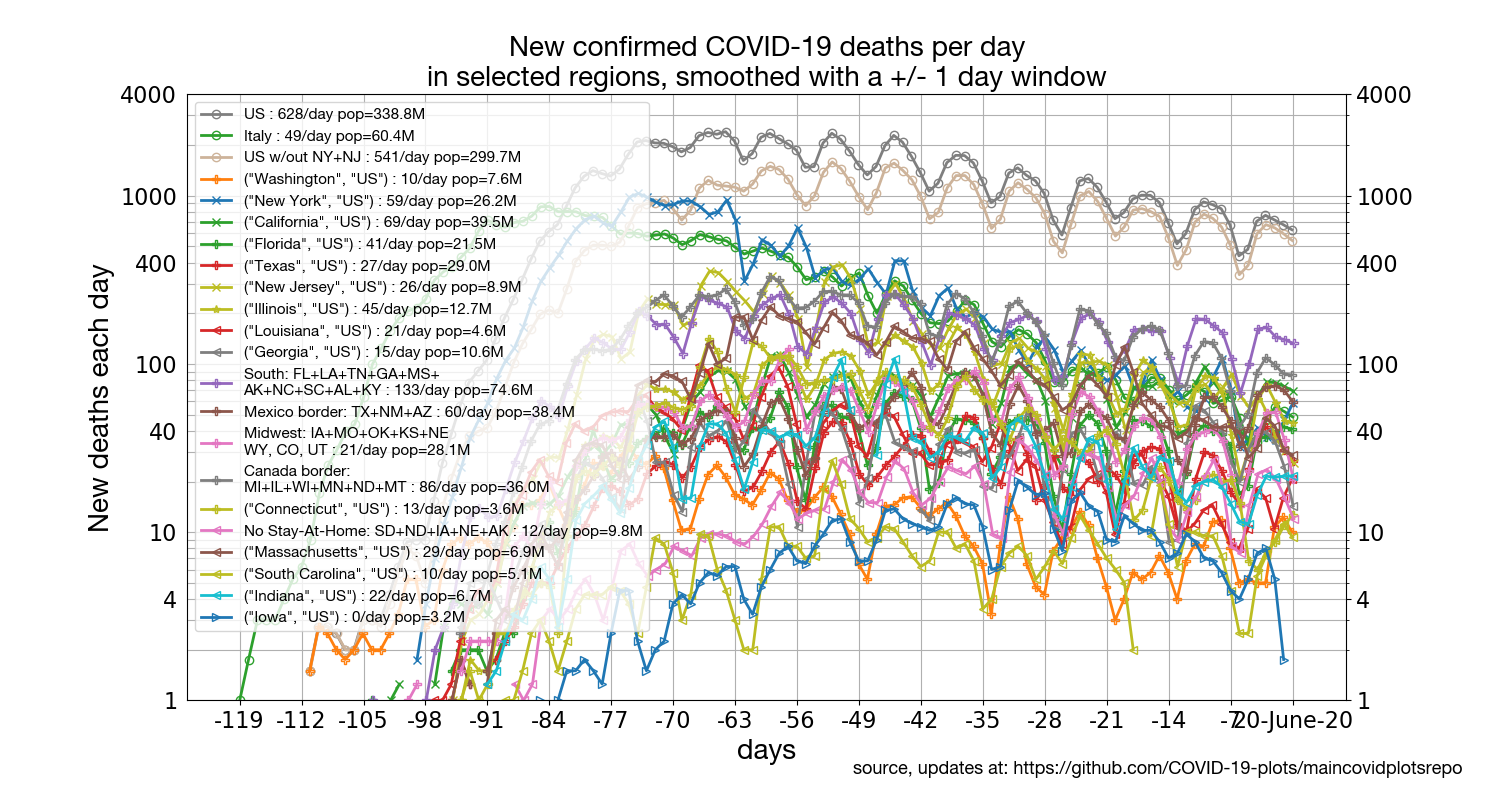 New confirmed COVID-19 deaths per day
in selected regions, smoothed with a +/- 1 day window
4000
1000
400
100
40
10
4
1
New deaths each day
US : 628/day pop=338.8M
Italy : 49/day pop=60.4M
US w/out NY+NJ : 541/day pop=299.7M
("Washington", "US") : 10/day pop=7.6M
("New York", "US") : 59/day pop=26.2M
("California", "US") : 69/day pop=39.5M
("Florida", "US") : 41/day pop=21.5M
("Texas", "US") : 27/day pop=29.0M
("New Jersey", "US") : 26/day pop=8.9M
("Illinois", "US") : 45/day pop=12.7M
("Louisiana", "US") : 21/day pop=4.6M
("Georgia", "US") : 15/day pop=10.6M
South: FL+LA+TN+GA+MS+
AK+NC+SC+AL+KY : 133/day pop=74.6M
Mexico border: TX+NM+AZ : 60/day pop=38.4M
Midwest: IA+MO+OK+KS+NE
WY, CO, UT : 21/day pop=28.1M
Canada border:
MI+IL+WI+MN+ND+MT : 86/day pop=36.0M
("Connecticut", "US") : 13/day pop=3.6M
No Stay-At-Home: SD+ND+IA+NE+AK : 12/day pop=9.8M
("Massachusetts", "US") : 29/day pop=6.9M
("South Carolina", "US") : 10/day pop=5.1M
("Indiana", "US") : 22/day pop=6.7M
("Iowa", "US") : 0/day pop=3.2M
4000
1000
400
100
40
10
4
1
-119 -112 -105 -98 -91 -84 -77 -70 -63 -56 -49 -42 -35 -28 -21 -14 -7 20-June-20
days
source, updates at: https://github.com/COVID-19-plots/maincovidplotsrepo